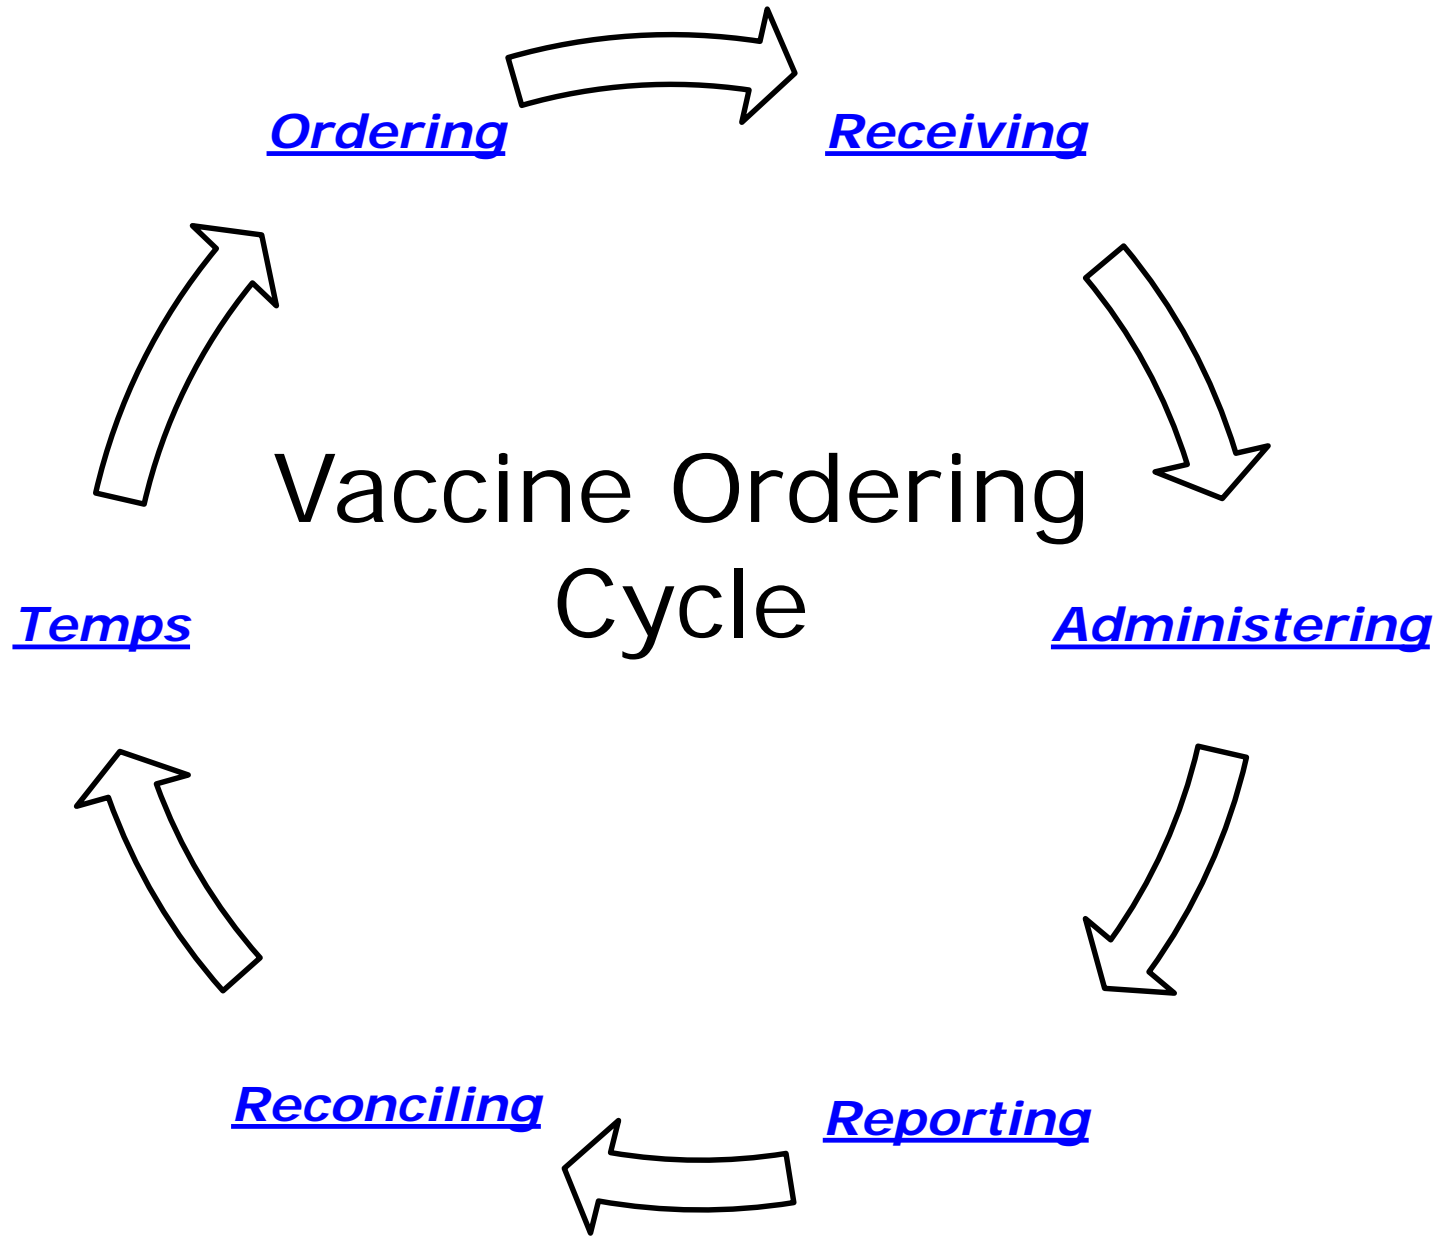 Ordering
Receiving
Vaccine Ordering
Cycle
Temps
Administering
Reconciling
Reporting